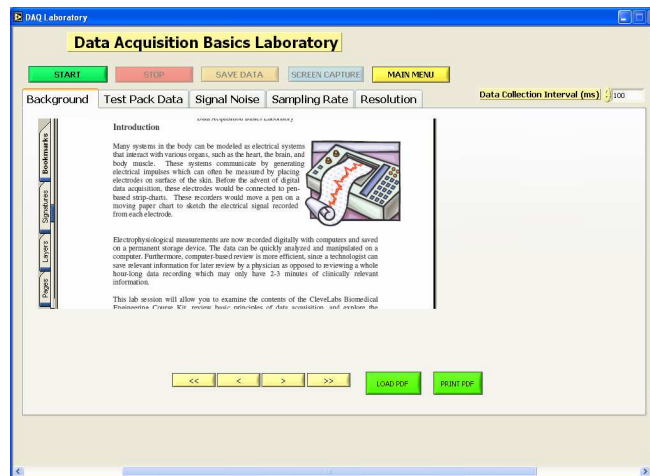 DAQ Laboratory
Data Acquisition Basics Laboratory
START
STOP
SAVE DATA
SCREEN CAPTURE
MAIN MENU
Background
Test Pack Data
Signal Noise
Sampling Rate
Resolution
Data Collection Interval (ms)
100
Bookmarks
Signatures
Layers
Pages
Data Acquisition Basics Laboratory
Introduction
Many systems in the body can be modeled as electrical systems
that interact with various organs, such as the heart, the brain, and
body muscle. These systems communicate by generating
electrical impulses which can often be measured by placing
electrodes on surface of the skin. Before the advent of digital
data acquisition, these electrodes would be connected to pen-
based strip-charts. These recorders would move a pen on a
moving paper chart to sketch the electrical signal recorded
from each electrode.
Electrophysiological measurements are now recorded digitally with computers and saved
on a permanent storage device. The data can be quickly analyzed and manipulated on a
computer. Furthermore, computer-based review is more efficient, since a technologist can
save relevant information for later review by a physician as opposed to reviewing a whole
hour-long data recording which may only have 2-3 minutes of clinically relevant
information.
This lab session will allow you to examine the contents of the CleveLabs Biomedical
Engineering Course Kit, review basic principles of data acquisition, and explore the
<<
<
>
>>
LOAD PDF
PRINT PDF